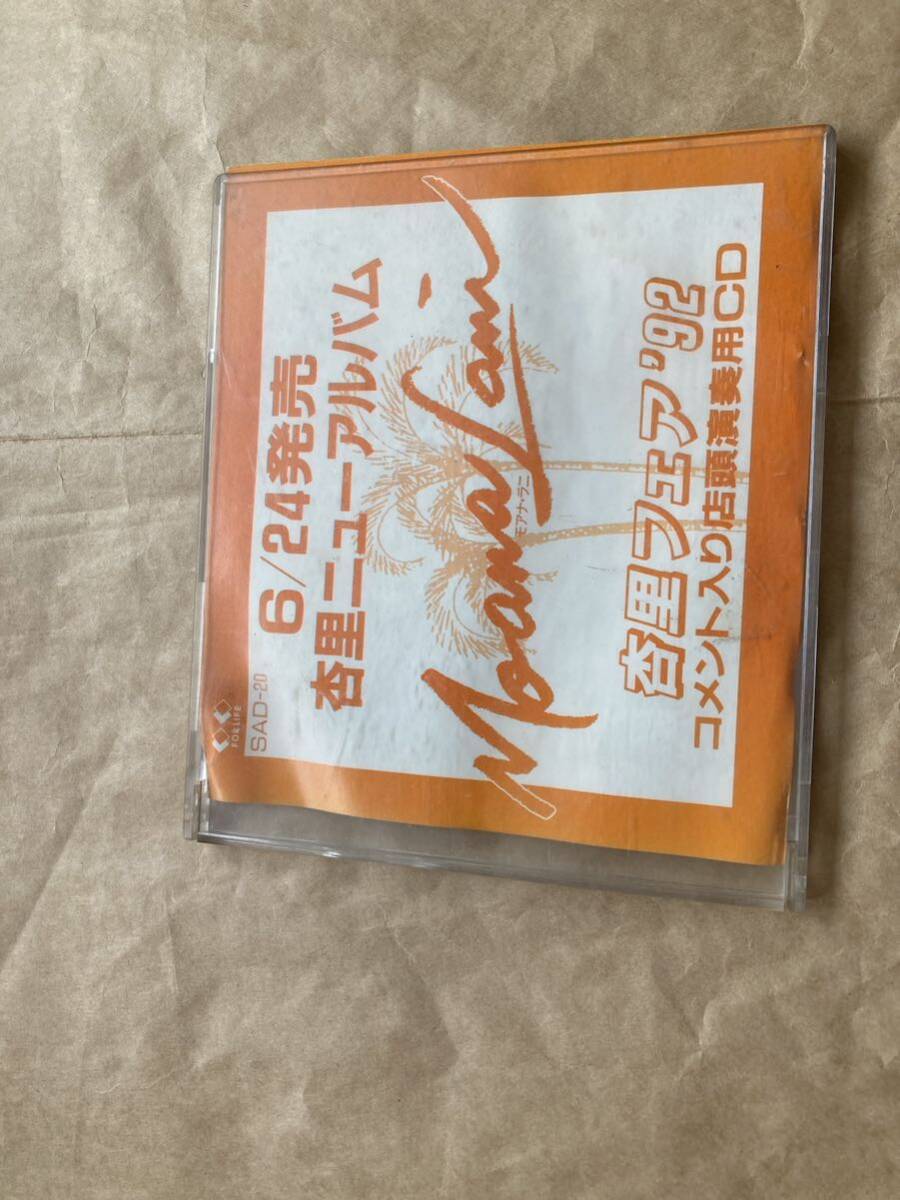 FOR LIFE
SAD-20
6/24発売
杏里ニューアルバム
Moana Lani
モアナ・ラニ
杏里フェア'92
コメント入り店頭演奏用CD